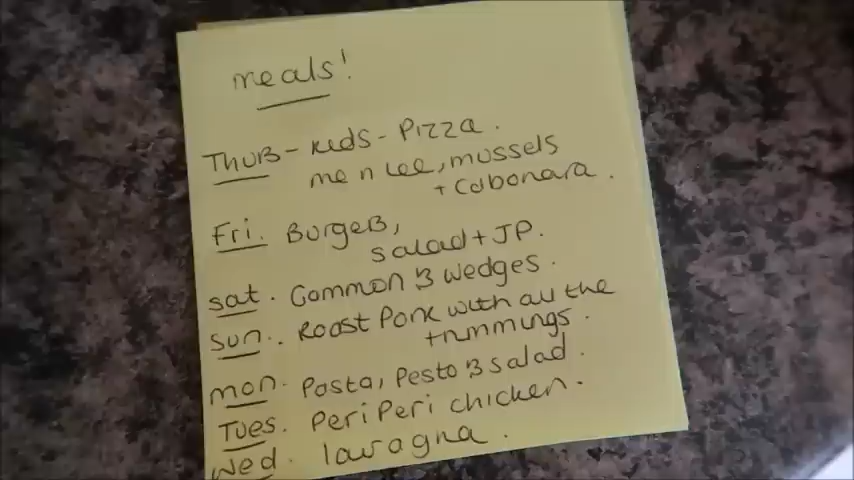 meals!
Thurs - kids - Pizza.
me n Lee, mussels
+ Cabonara.
Fri. Burgers,
salad + JP.
sat. Gammon & wedges.
sun. Roast Pork with all the
trimmings.
mon. Pasta, Pesto & salad.
Tues. Peri Peri chicken.
Wed. lasagna.